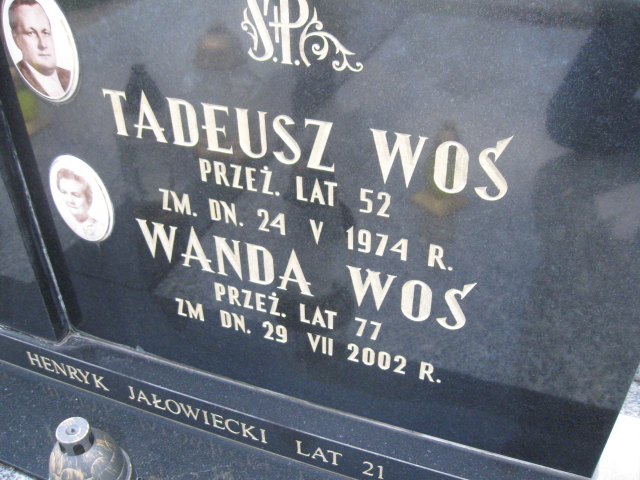 Ś.P.
TADEUSZ WOŚ
PRZEŻ. LAT 52
ZM. DN. 24 V 1974 R.
WANDA WOŚ
PRZEŻ. LAT 77
ZM DN. 29 VII 2002 R.
HENRYK JAŁOWIECKI LAT 21